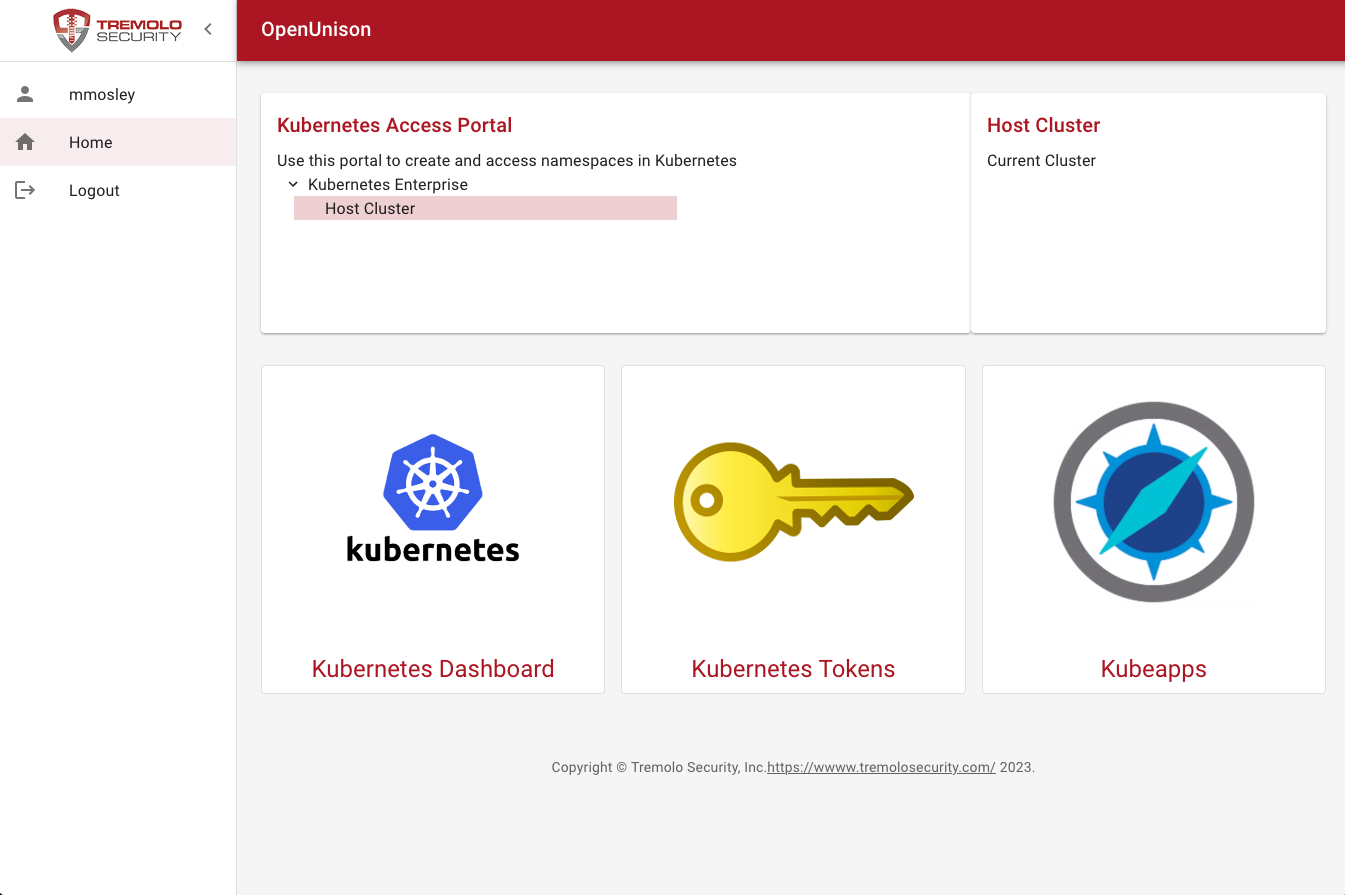 TREMOLO
SECURITY
OpenUnison
mmosley
Home
Logout
Kubernetes Access Portal
Use this portal to create and access namespaces in Kubernetes
Kubernetes Enterprise
Host Cluster
Host Cluster
Current Cluster
kubernetes
Kubernetes Dashboard
Kubernetes Tokens
Kubeapps
Copyright © Tremolo Security, Inc.https://wwww.tremolosecurity.com/ 2023.